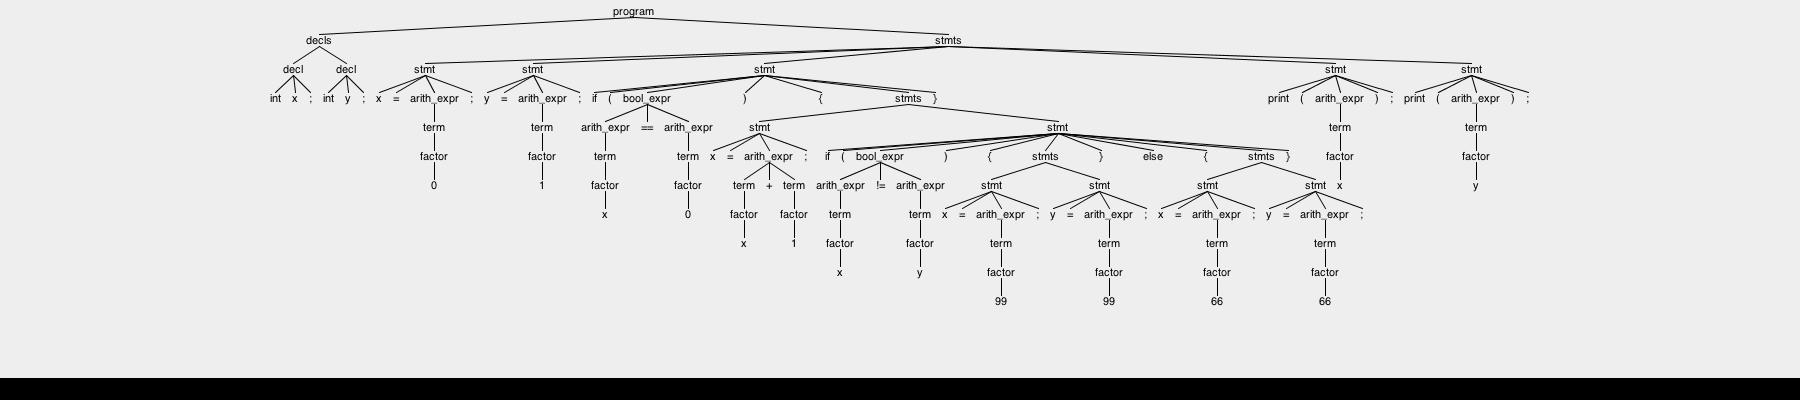 program
decls stmts
decl decl stmt stmt stmt stmt stmt
int x ; int y ; x = arith_expr ; y = arith_expr ; if ( bool_expr ) { stmts } print ( arith_expr ) ; print ( arith_expr ) ;
term term arith_expr == arith_expr stmt stmt term term
factor factor term term x = arith_expr ; if ( bool_expr ) { stmts } else { stmts } factor factor
0 1 factor factor term + term arith_expr != arith_expr stmt stmt stmt stmt x y
x 0 factor factor term term x = arith_expr ; y = arith_expr ; x = arith_expr ; y = arith_expr ;
x 1 factor factor term term term term
x y factor factor factor factor
99 99 66 66